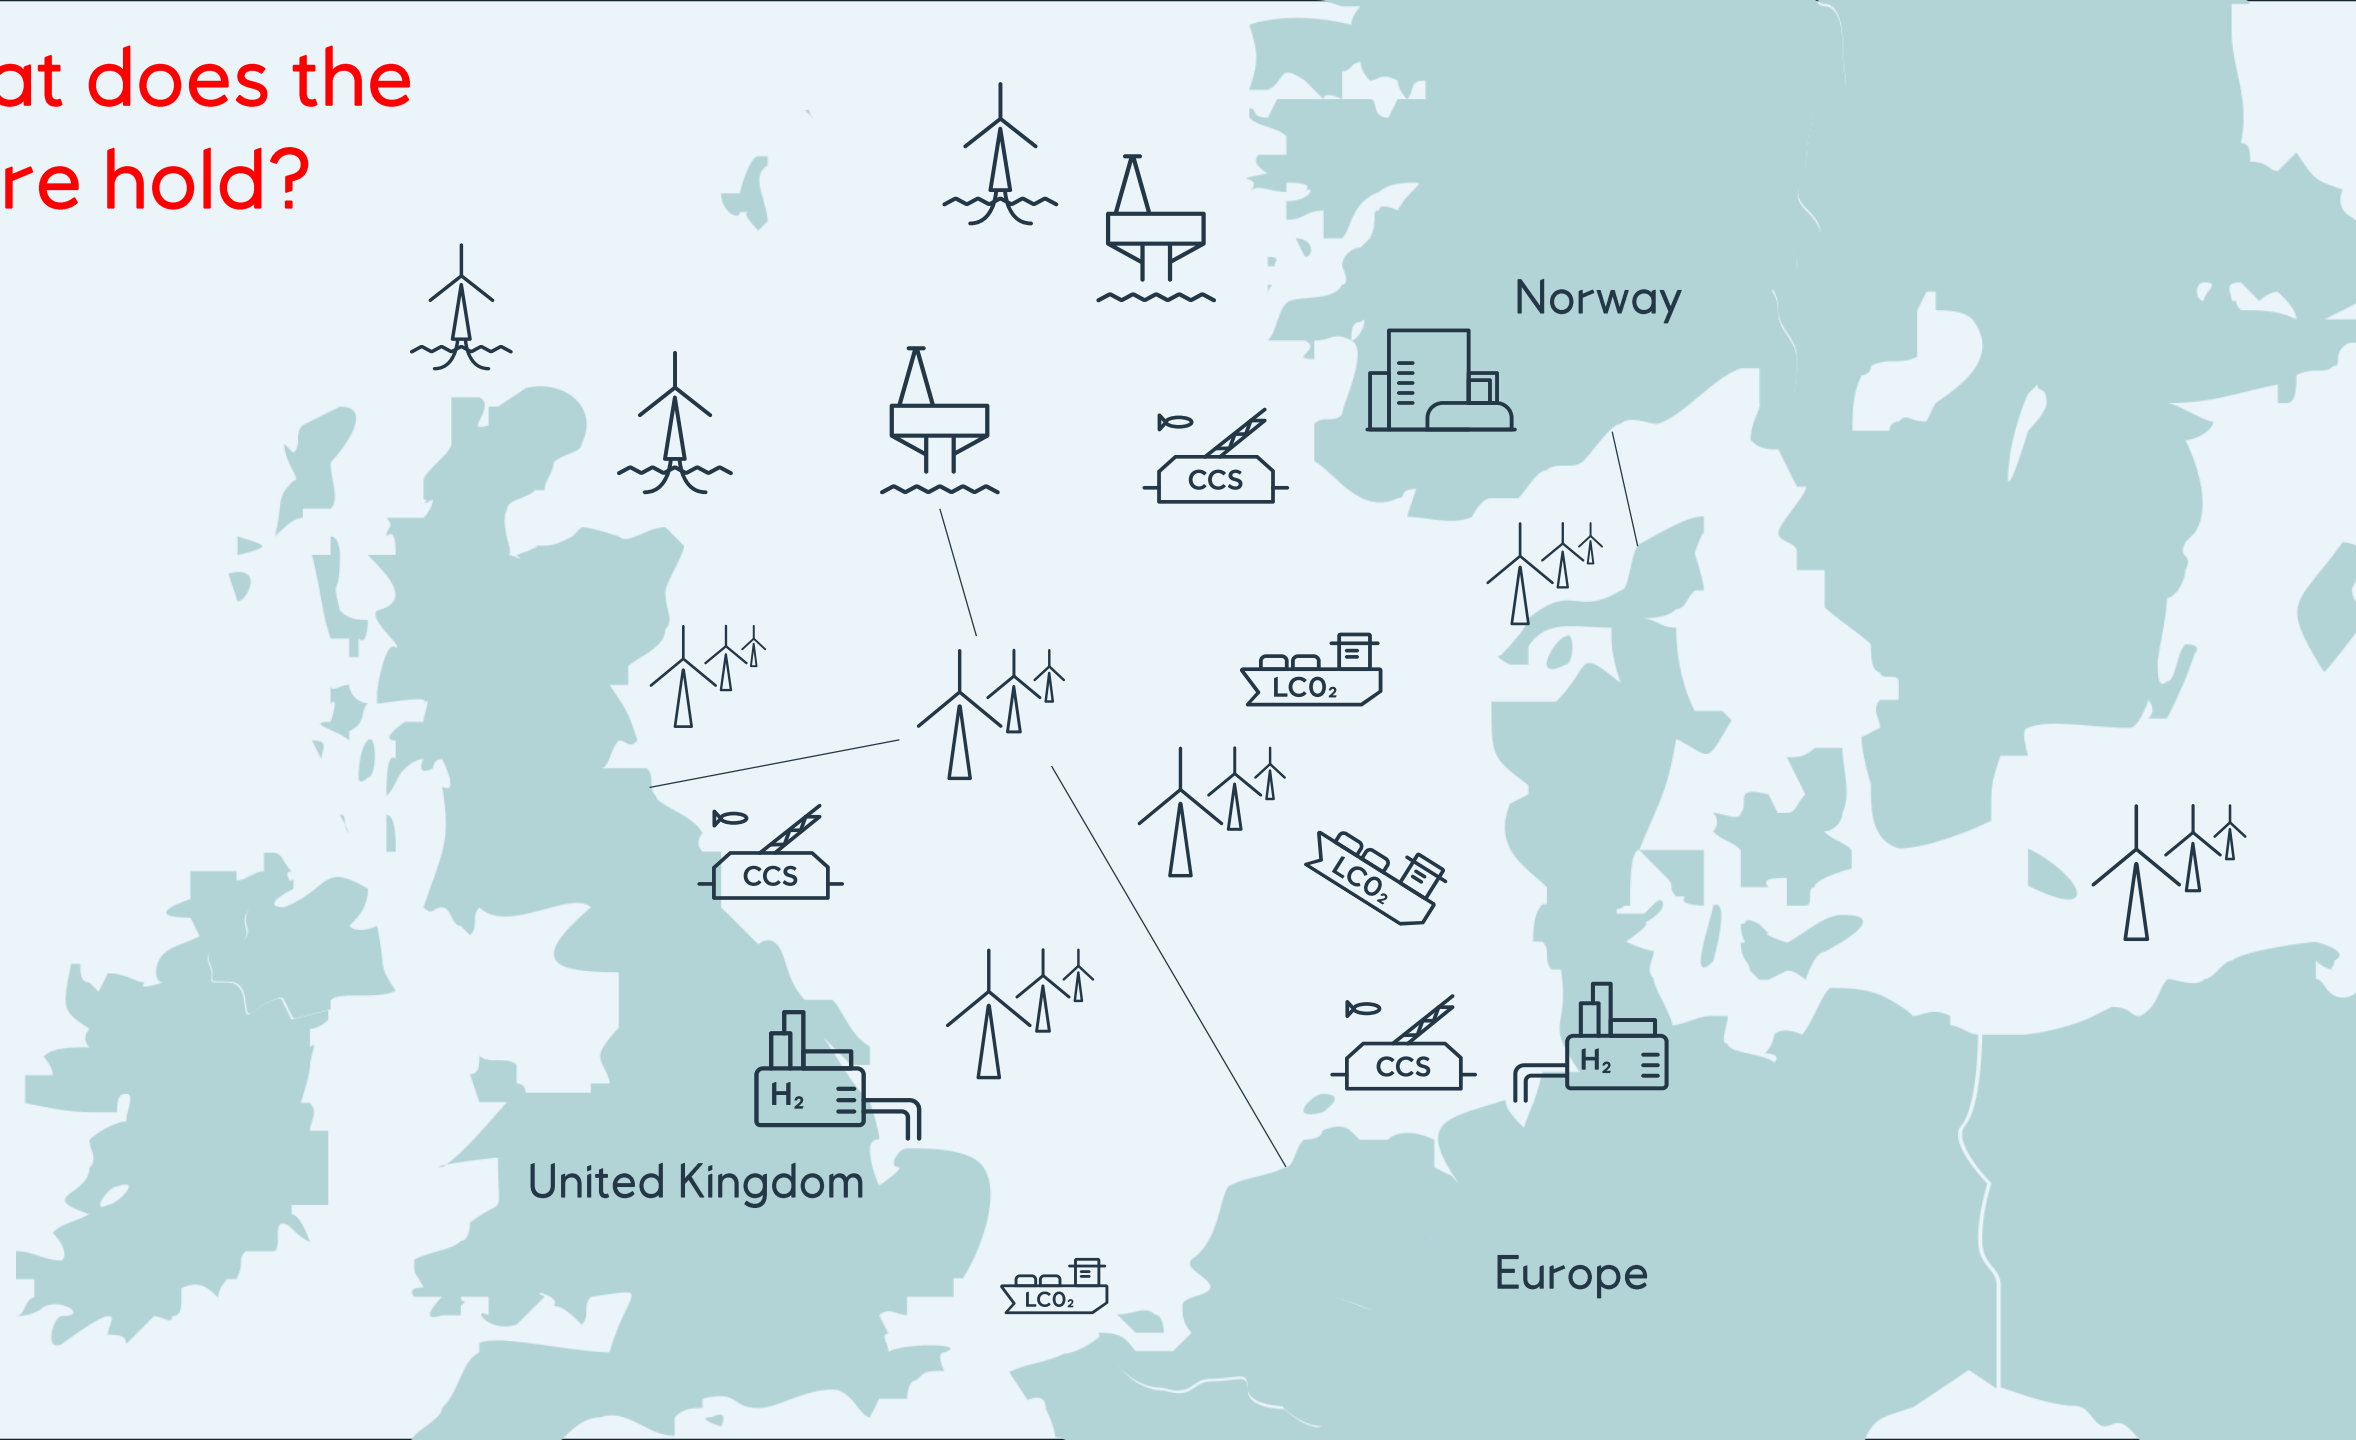 at does the
re hold?
Norway
CCS
LCO₂
CCS
LCO₂
H₂
CCS
H₂
United Kingdom
Europe
LCO₂